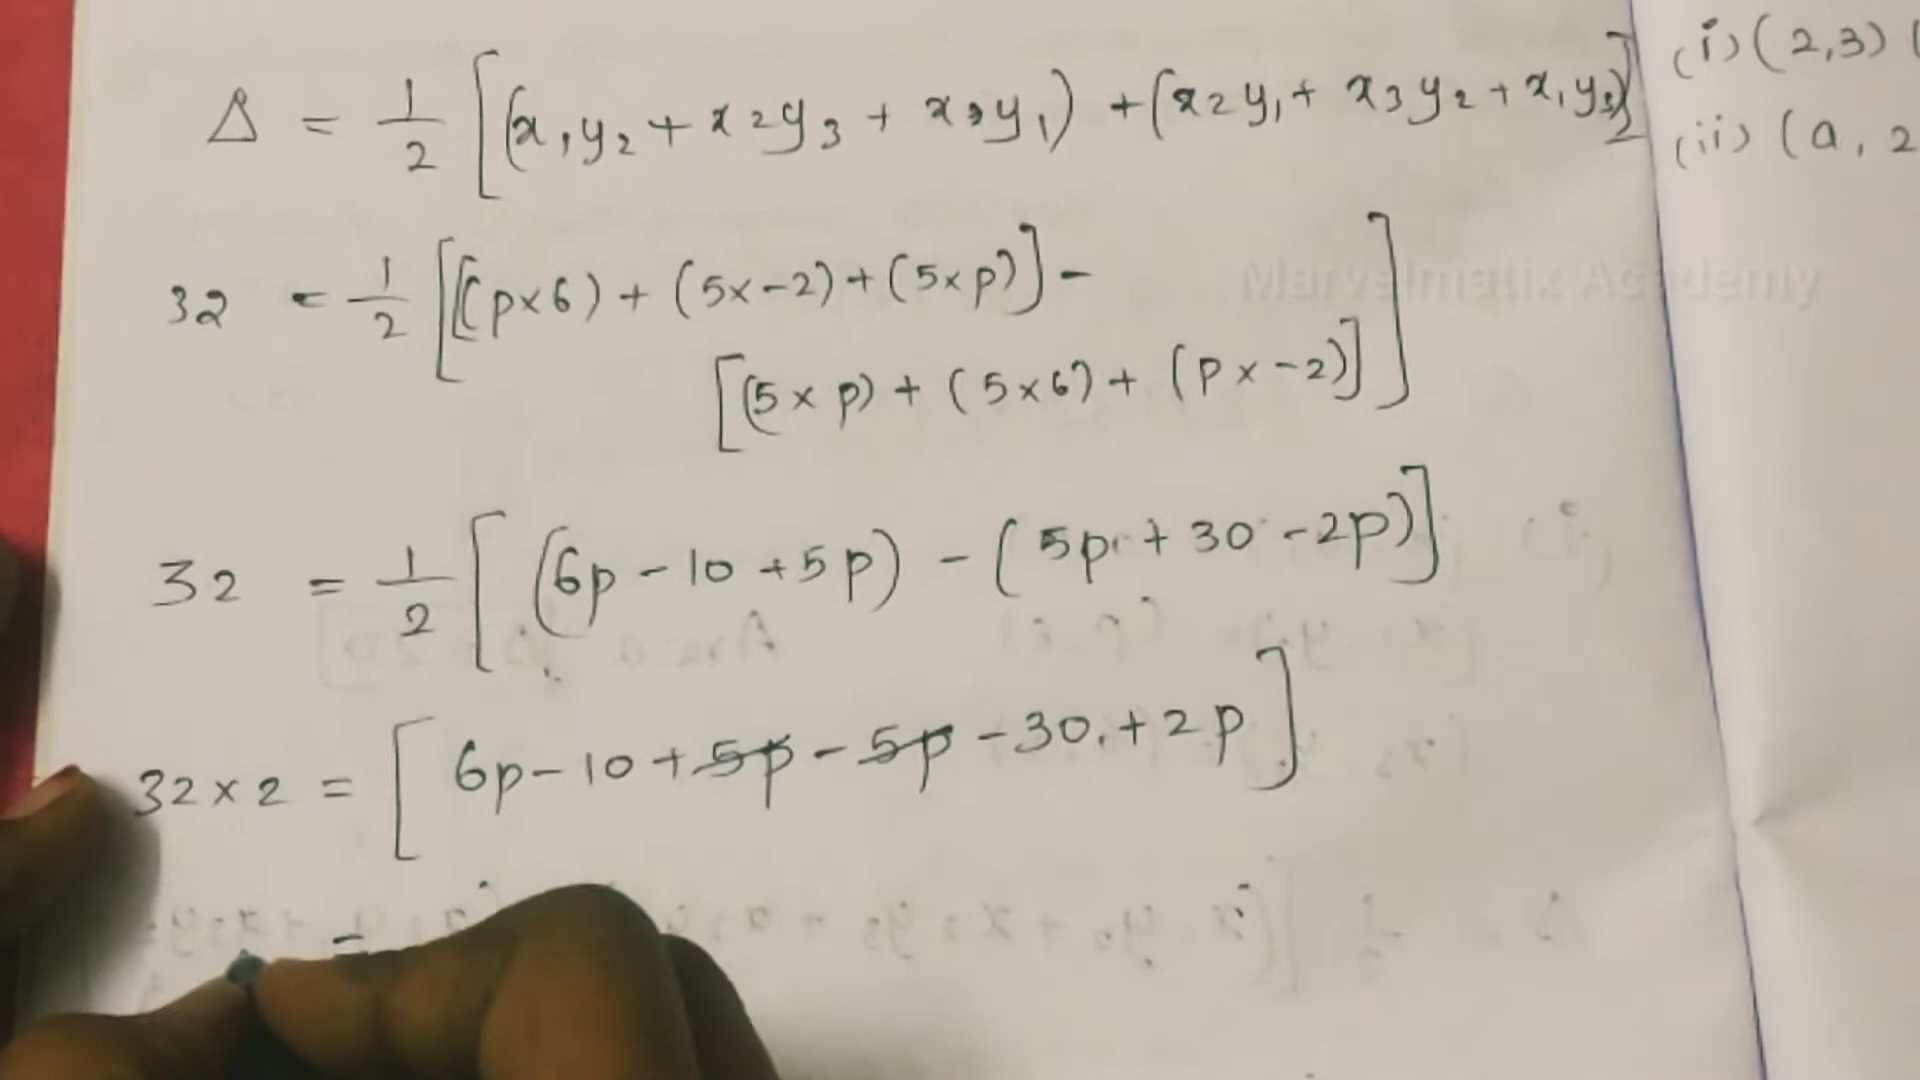 Δ = 1/2 [(x₁y₂ + x₂y₃ + x₃y₁) + (x₂y₁ + x₃y₂ + x₁y₃)]
32 = 1/2 [[(p×6) + (5×-2) + (5×p)] -
[(5×p) + (5×6) + (p×-2)]]
32 = 1/2 [(6p - 10 + 5p) - (5p + 30 - 2p)]
32×2 = [6p - 10 + 5p - 5p - 30 + 2p]
=
(i) (2,3) (
(ii) (a, 2
Marvelmatix Academy